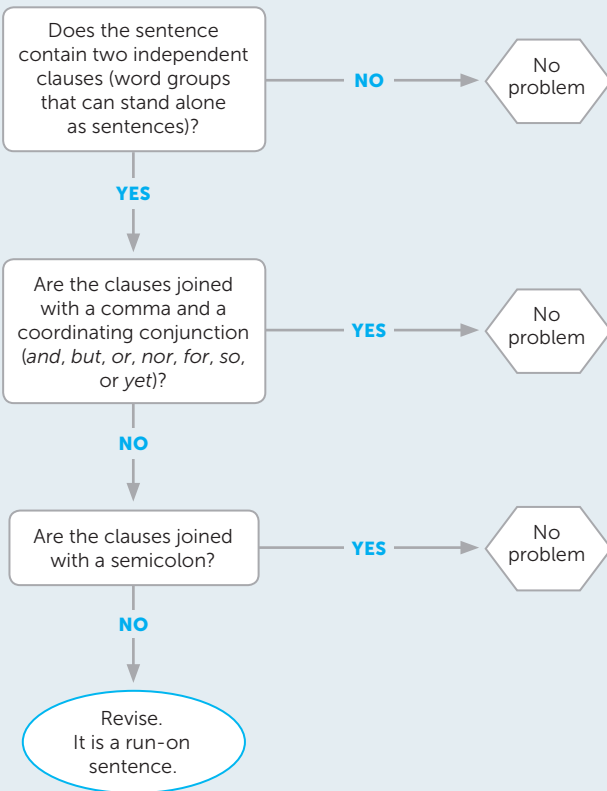 Does the sentence
contain two independent
clauses (word groups
that can stand alone
as sentences)?
NO
No
problem
YES
Are the clauses joined
with a comma and a
coordinating conjunction
(and, but, or, nor, for, so,
or yet)?
YES
No
problem
NO
Are the clauses joined
with a semicolon?
YES
No
problem
NO
Revise.
It is a run-on
sentence.